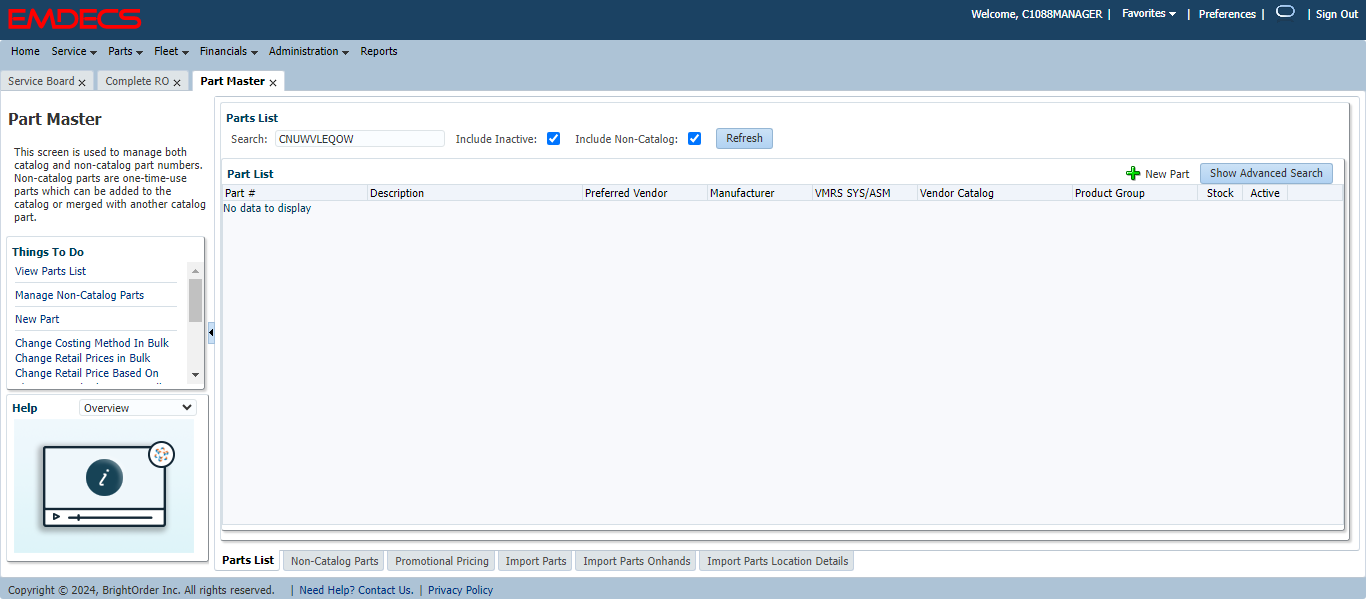 EMDECS
Welcome, C1088MANAGER | Favorites | Preferences | | Sign Out
Home Service Parts Fleet Financials Administration Reports
Service Board x Complete RO x Part Master x
Part Master
This screen is used to manage both
catalog and non-catalog part numbers.
Non-catalog parts are one-time-use
parts which can be added to the
catalog or merged with another catalog
part.
Things To Do
View Parts List
Manage Non-Catalog Parts
New Part
Change Costing Method In Bulk
Change Retail Prices in Bulk
Change Retail Price Based On
Help Overview
i
Parts List
Search: CNUWVLEQOW Include Inactive: Include Non-Catalog: Refresh
Part List New Part Show Advanced Search
Part # Description Preferred Vendor Manufacturer VMRS SYS/ASM Vendor Catalog Product Group Stock Active
No data to display
Parts List Non-Catalog Parts Promotional Pricing Import Parts Import Parts Onhands Import Parts Location Details
Copyright © 2024, BrightOrder Inc. All rights reserved. | Need Help? Contact Us. | Privacy Policy